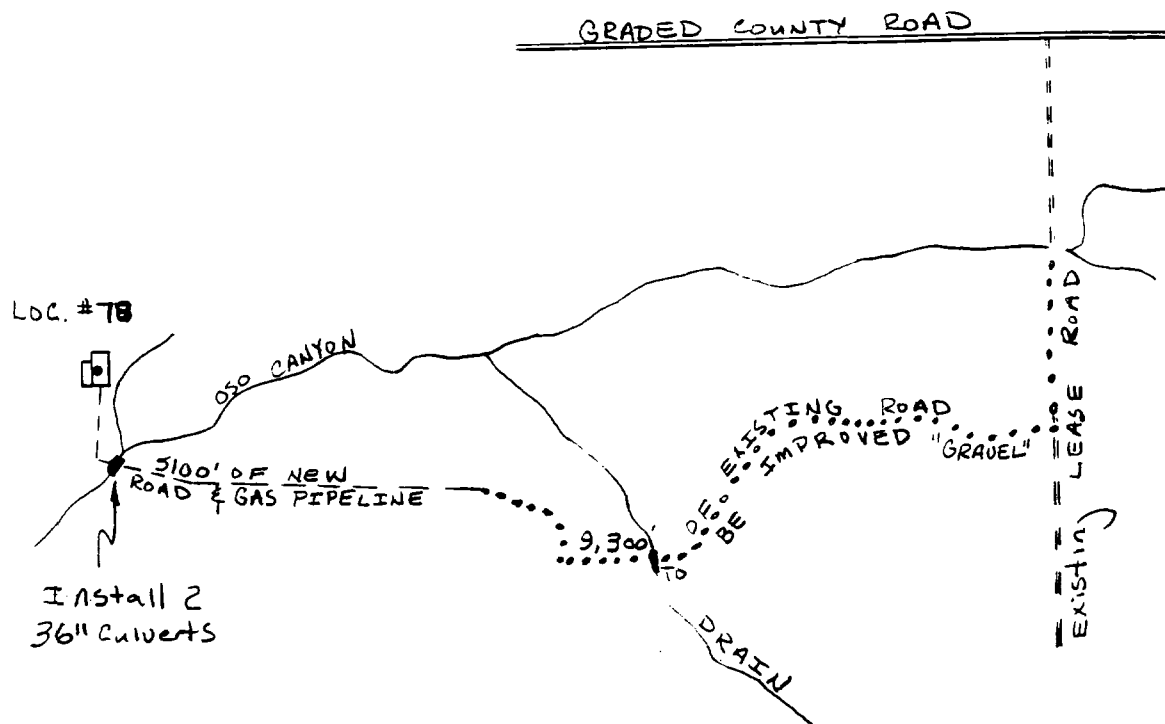 GRADED COUNTY ROAD
LOC. #78
OSO CANYON
5100' OF NEW
ROAD & GAS PIPELINE
9,300' OF EXISTING ROAD
TO BE IMPROVED "GRAVEL"
Existing LEASE ROAD
Install 2
36" Culverts
DRAIN